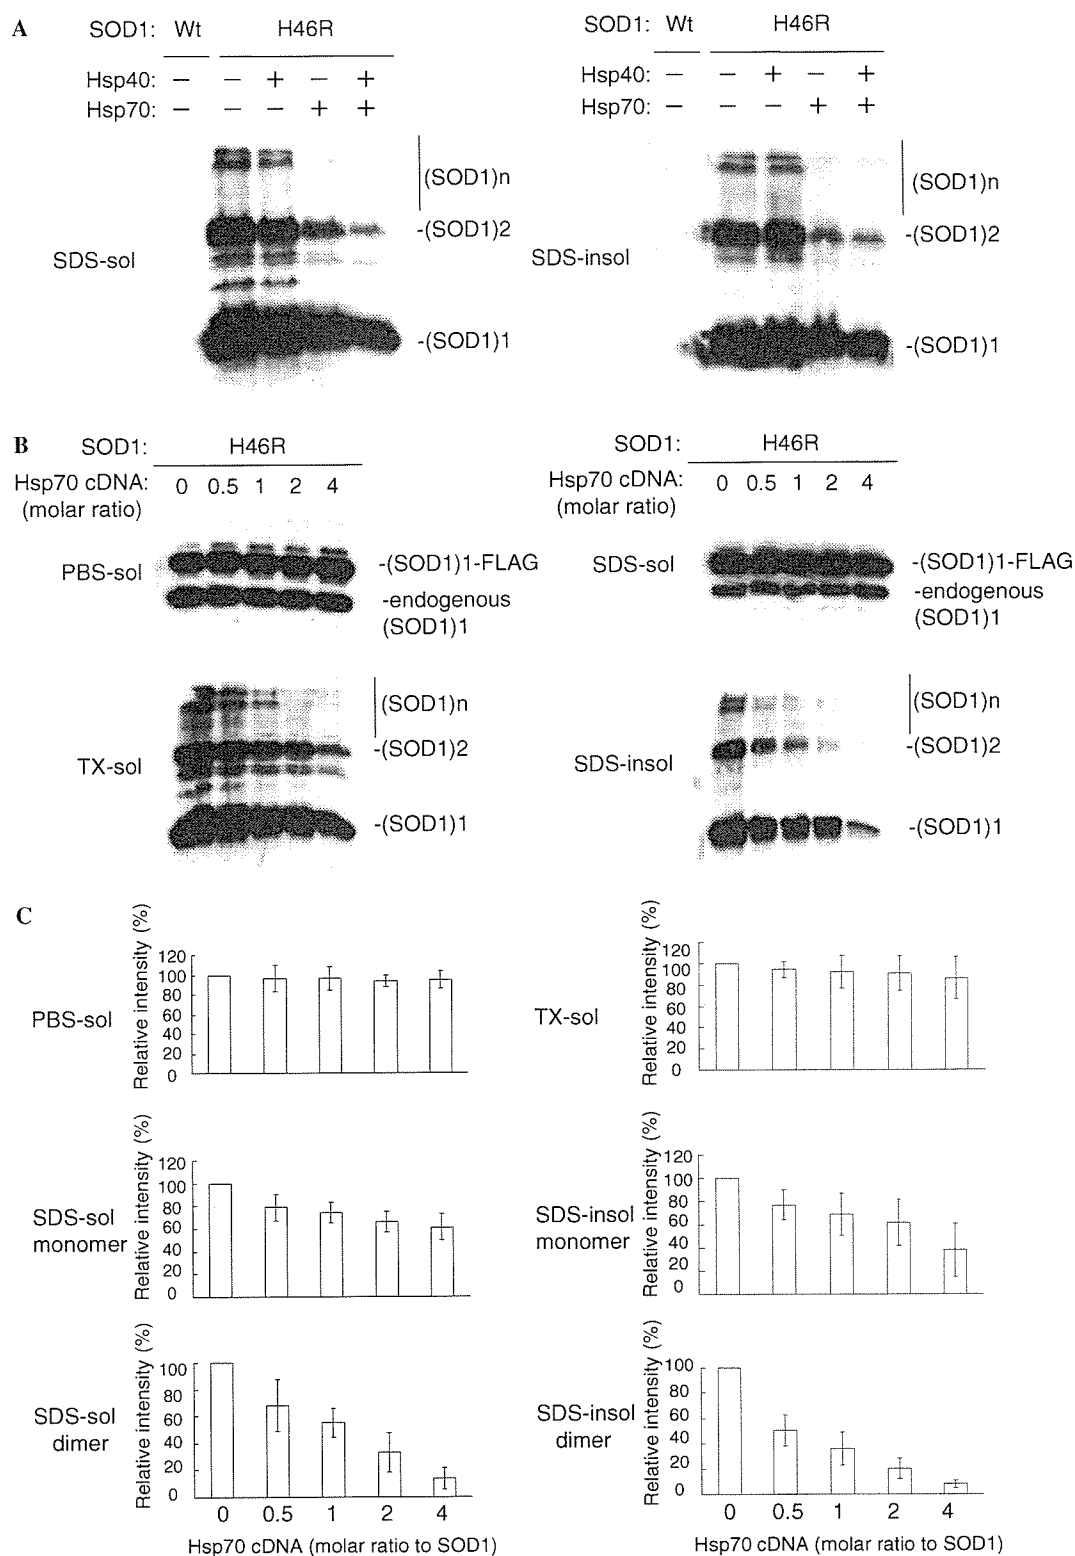 A
SOD1: Wt H46R
Hsp40: − − + − +
Hsp70: − − − + +
(SOD1)n
-(SOD1)2
SDS-sol
-(SOD1)1
SOD1: Wt H46R
Hsp40: − − + − +
Hsp70: − − − + +
(SOD1)n
-(SOD1)2
SDS-insol
-(SOD1)1
B
SOD1: H46R
Hsp70 cDNA: 0 0.5 1 2 4
(molar ratio)
PBS-sol
-(SOD1)1-FLAG
-endogenous
(SOD1)1
TX-sol
(SOD1)n
-(SOD1)2
-(SOD1)1
SOD1: H46R
Hsp70 cDNA: 0 0.5 1 2 4
(molar ratio)
SDS-sol
-(SOD1)1-FLAG
-endogenous
(SOD1)1
SDS-insol
(SOD1)n
-(SOD1)2
-(SOD1)1
C
PBS-sol
Relative intensity (%)
120
100
80
60
40
20
0
TX-sol
Relative intensity (%)
120
100
80
60
40
20
0
SDS-sol
monomer
Relative intensity (%)
120
100
80
60
40
20
0
SDS-insol
monomer
Relative intensity (%)
120
100
80
60
40
20
0
SDS-sol
dimer
Relative intensity (%)
100
80
60
40
20
0
0 0.5 1 2 4
Hsp70 cDNA (molar ratio to SOD1)
SDS-insol
dimer
Relative intensity (%)
100
80
60
40
20
0
0 0.5 1 2 4
Hsp70 cDNA (molar ratio to SOD1)